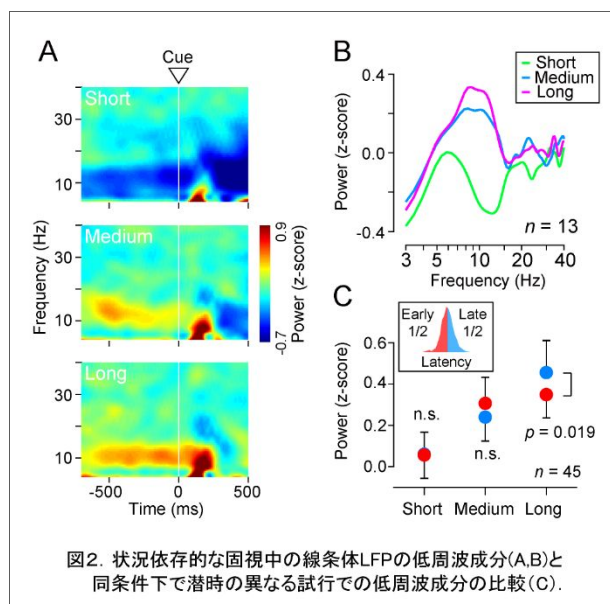 A
Cue
Short
Medium
Long
40
10
40
10
40
10
Frequency (Hz)
-500
0
500
Time (ms)
0.9
-0.7
Power (z-score)
B
Short
Medium
Long
0.4
0.0
-0.4
Power (z-score)
n = 13
3
5
10
20
40
Frequency (Hz)
C
Early
1/2
Late
1/2
Latency
0.6
0.4
0.2
0.0
Power (z-score)
n.s.
n.s.
p = 0.019
n = 45
Short
Medium
Long
図2. 状況依存的な固視中の線条体LFPの低周波成分(A,B)と
同条件下で潜時の異なる試行での低周波成分の比較(C).